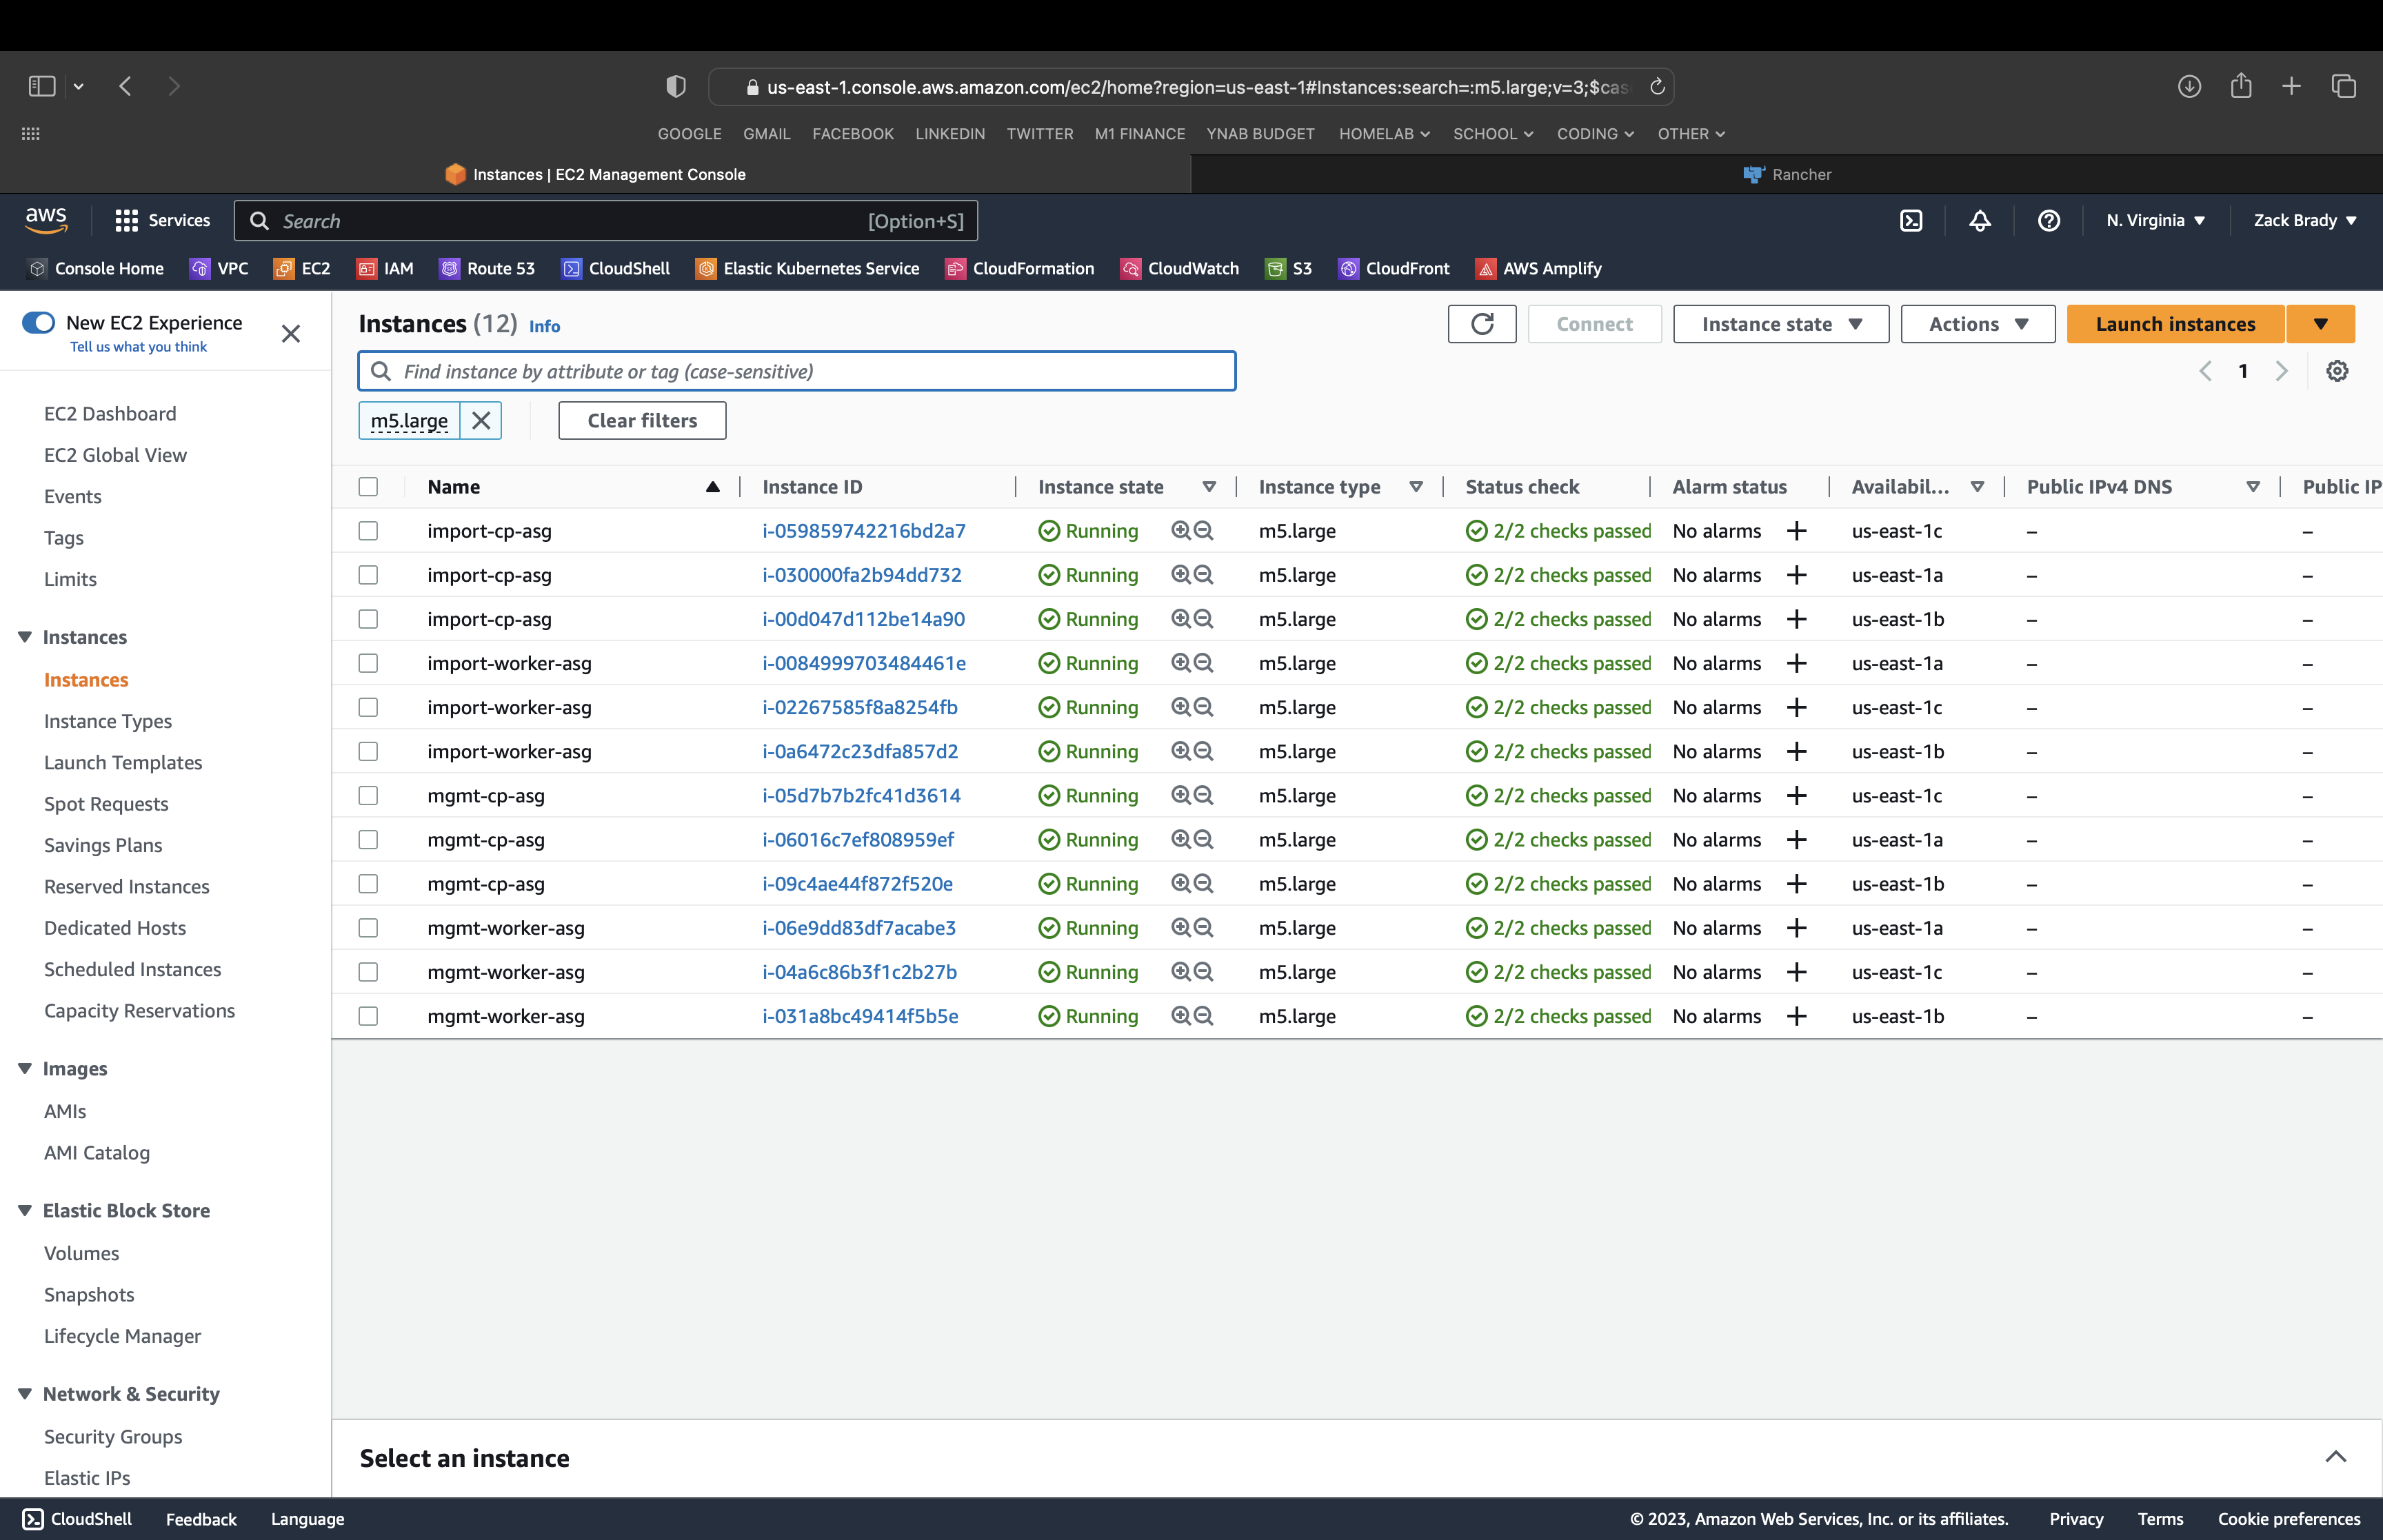 us-east-1.console.aws.amazon.com/ec2/home?region=us-east-1#Instances:search=:m5.large;v=3;$cas
GOOGLE GMAIL FACEBOOK LINKEDIN TWITTER M1 FINANCE YNAB BUDGET HOMELAB SCHOOL CODING OTHER
Instances | EC2 Management Console Rancher
aws Services Search [Option+S] N. Virginia Zack Brady
Console Home VPC EC2 IAM Route 53 CloudShell Elastic Kubernetes Service CloudFormation CloudWatch S3 CloudFront AWS Amplify
New EC2 Experience
Tell us what you think
EC2 Dashboard
EC2 Global View
Events
Tags
Limits
Instances
Instances
Instance Types
Launch Templates
Spot Requests
Savings Plans
Reserved Instances
Dedicated Hosts
Scheduled Instances
Capacity Reservations
Images
AMIs
AMI Catalog
Elastic Block Store
Volumes
Snapshots
Lifecycle Manager
Network & Security
Security Groups
Elastic IPs
Instances (12) Info Connect Instance state Actions Launch instances
Find instance by attribute or tag (case-sensitive) 1
m5.large Clear filters
Name Instance ID Instance state Instance type Status check Alarm status Availabil... Public IPv4 DNS Public IP
import-cp-asg i-059859742216bd2a7 Running m5.large 2/2 checks passed No alarms us-east-1c – –
import-cp-asg i-030000fa2b94dd732 Running m5.large 2/2 checks passed No alarms us-east-1a – –
import-cp-asg i-00d047d112be14a90 Running m5.large 2/2 checks passed No alarms us-east-1b – –
import-worker-asg i-0084999703484461e Running m5.large 2/2 checks passed No alarms us-east-1a – –
import-worker-asg i-02267585f8a8254fb Running m5.large 2/2 checks passed No alarms us-east-1c – –
import-worker-asg i-0a6472c23dfa857d2 Running m5.large 2/2 checks passed No alarms us-east-1b – –
mgmt-cp-asg i-05d7b7b2fc41d3614 Running m5.large 2/2 checks passed No alarms us-east-1c – –
mgmt-cp-asg i-06016c7ef808959ef Running m5.large 2/2 checks passed No alarms us-east-1a – –
mgmt-cp-asg i-09c4ae44f872f520e Running m5.large 2/2 checks passed No alarms us-east-1b – –
mgmt-worker-asg i-06e9dd83df7acabe3 Running m5.large 2/2 checks passed No alarms us-east-1a – –
mgmt-worker-asg i-04a6c86b3f1c2b27b Running m5.large 2/2 checks passed No alarms us-east-1c – –
mgmt-worker-asg i-031a8bc49414f5b5e Running m5.large 2/2 checks passed No alarms us-east-1b – –
Select an instance
CloudShell Feedback Language © 2023, Amazon Web Services, Inc. or its affiliates. Privacy Terms Cookie preferences